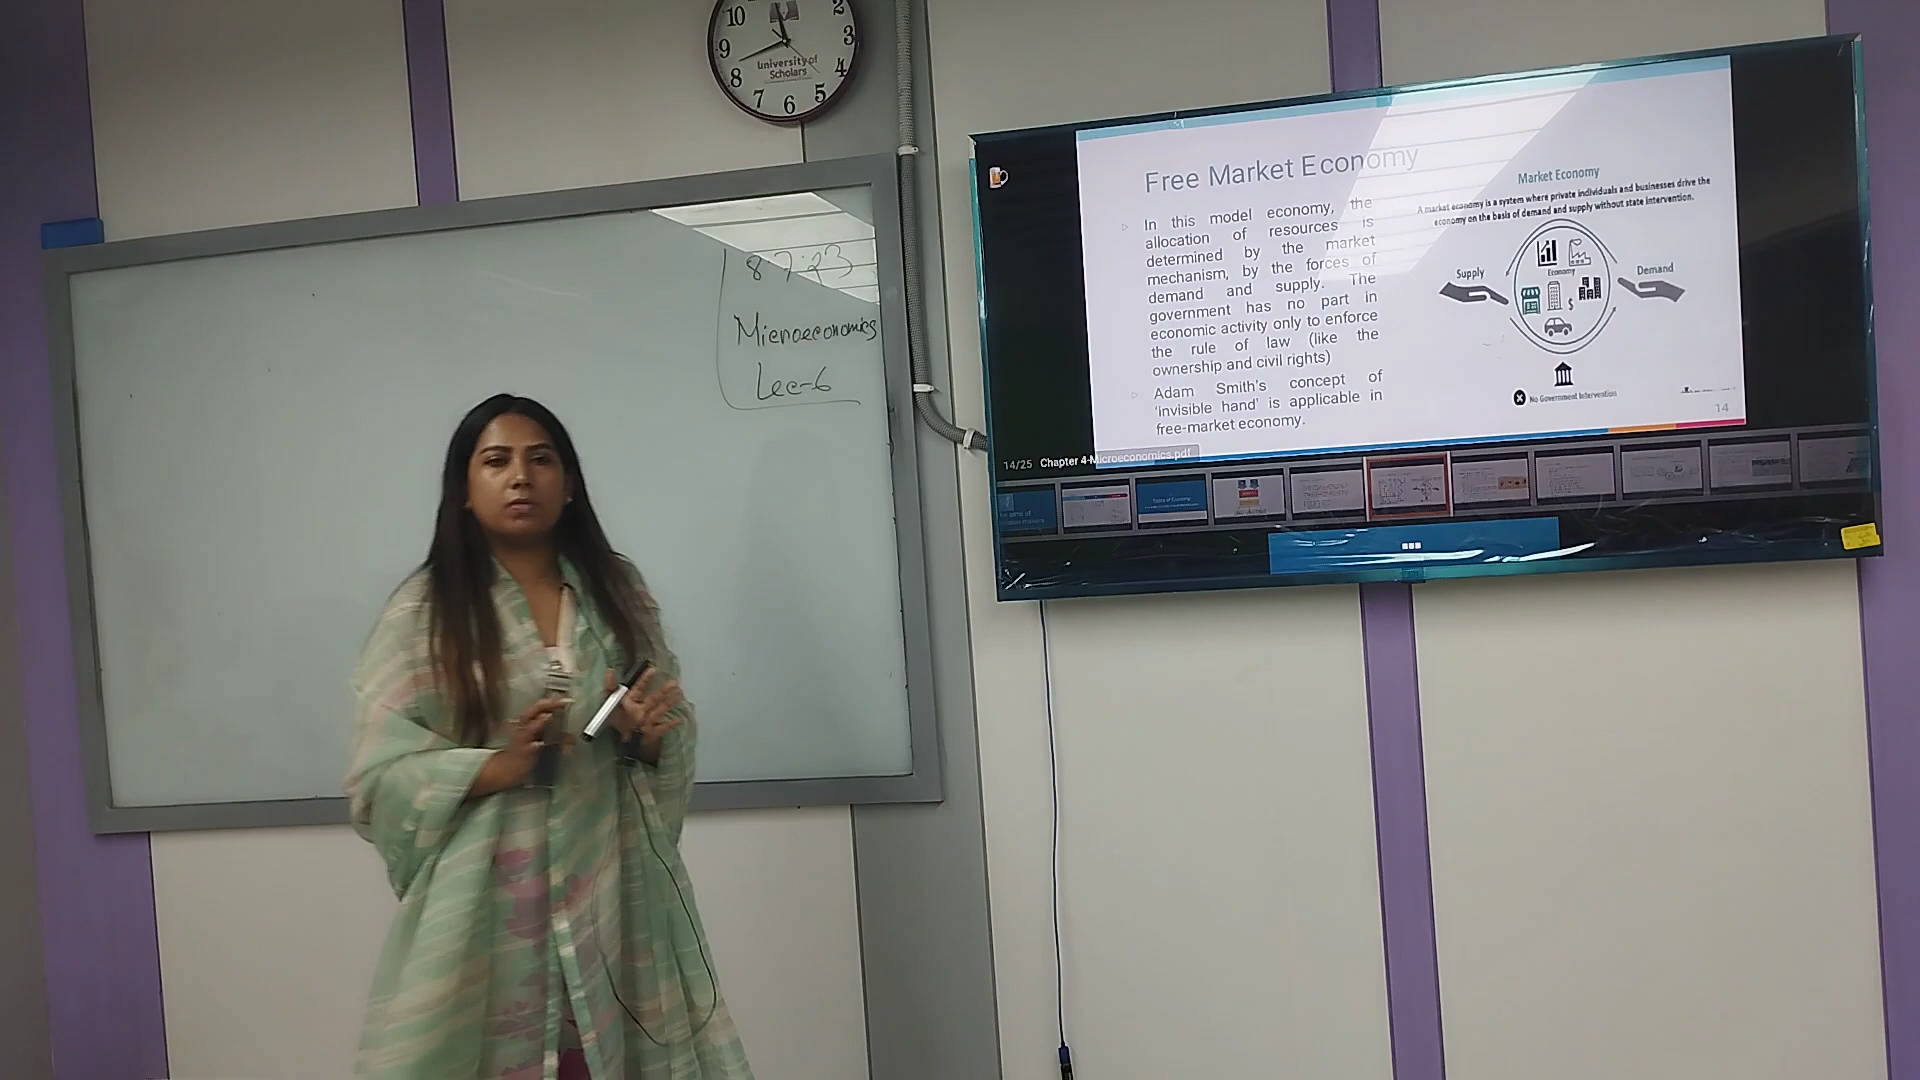 10
2
9
3
8
4
7
6
5
University of
Scholars
8 7:23
Microeconomics
Lec-6
Free Market Economy
In this model economy, the
allocation of resources is
determined by the market
mechanism, by the forces of
demand and supply. The
government has no part in
economic activity only to enforce
the rule of law (like the
ownership and civil rights)
Adam Smith's concept of
'invisible hand' is applicable in
free-market economy.
Market Economy
A market economy is a system where private individuals and businesses drive the
economy on the basis of demand and supply without state intervention.
Supply
Economy
Demand
$
No Government Intervention
14
14/25 Chapter 4-Microeconomics.pdf
Types of Economy